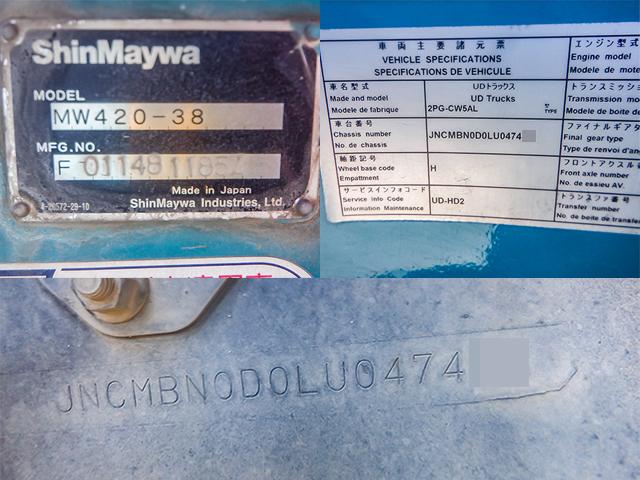 ShinMaywa
MODEL
MW420-38
MFG.NO.
F 01148
Made in Japan
ShinMaywa Industries, Ltd.
車両主要諸元票
VEHICLE SPECIFICATIONS
SPECIFICATIONS DE VEHICULE
車名型式
Made and model
Modele de fabrique
UDトラックス
UD Trucks
2PG-CW5AL
型
TYPE
車台番号
Chassis number
No. de chassis
JNCMBN0D0LU0474
軸距記号
Wheel base code
Empattment
H
サービスインフォコード
Service Info Code
Information Maintenance
UD-HD2
エンジン型式
Engine model
Modele de mote
トランスミッシ
Transmission mo
Modele de boite de
ファイナルギア
Final gear type
Type de renvoi d'an
フロントアクスル
Front axle number
No. de essieu AV.
トランスファ番号
Transfer number
No. de boite de transfer
JNCMBN0D0LU0474